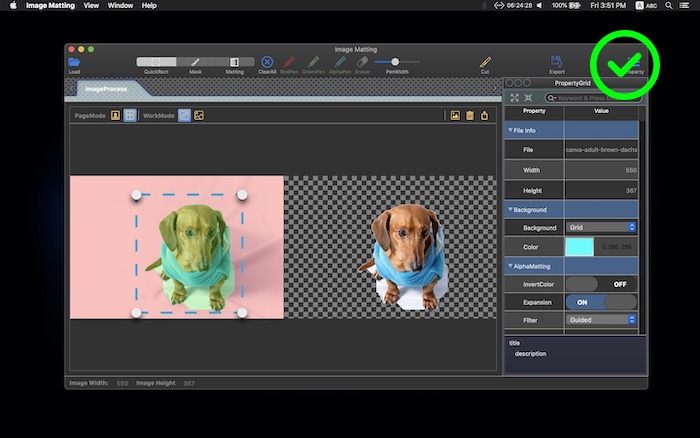 Image Matting View Window Help 06:24:28 100% Fri 3:51 PM A ABC
Image Matting
Load QuickRect Mask Matting ClearAll RedPen GreenPen AlphaPen Eraser PenWidth Cut Export
ImageProcess
PropertyGrid
Keyword & Press
PageMode WorkMode
Property Value
File Info
File canva-adult-brown-dachs
Width 550
Height 367
Background
Background Grid
Color 0, 255, 255
AlphaMatting
InvertColor OFF
Expansion ON
Filter Guided
title
description
Image Width: 550 Image Height 367